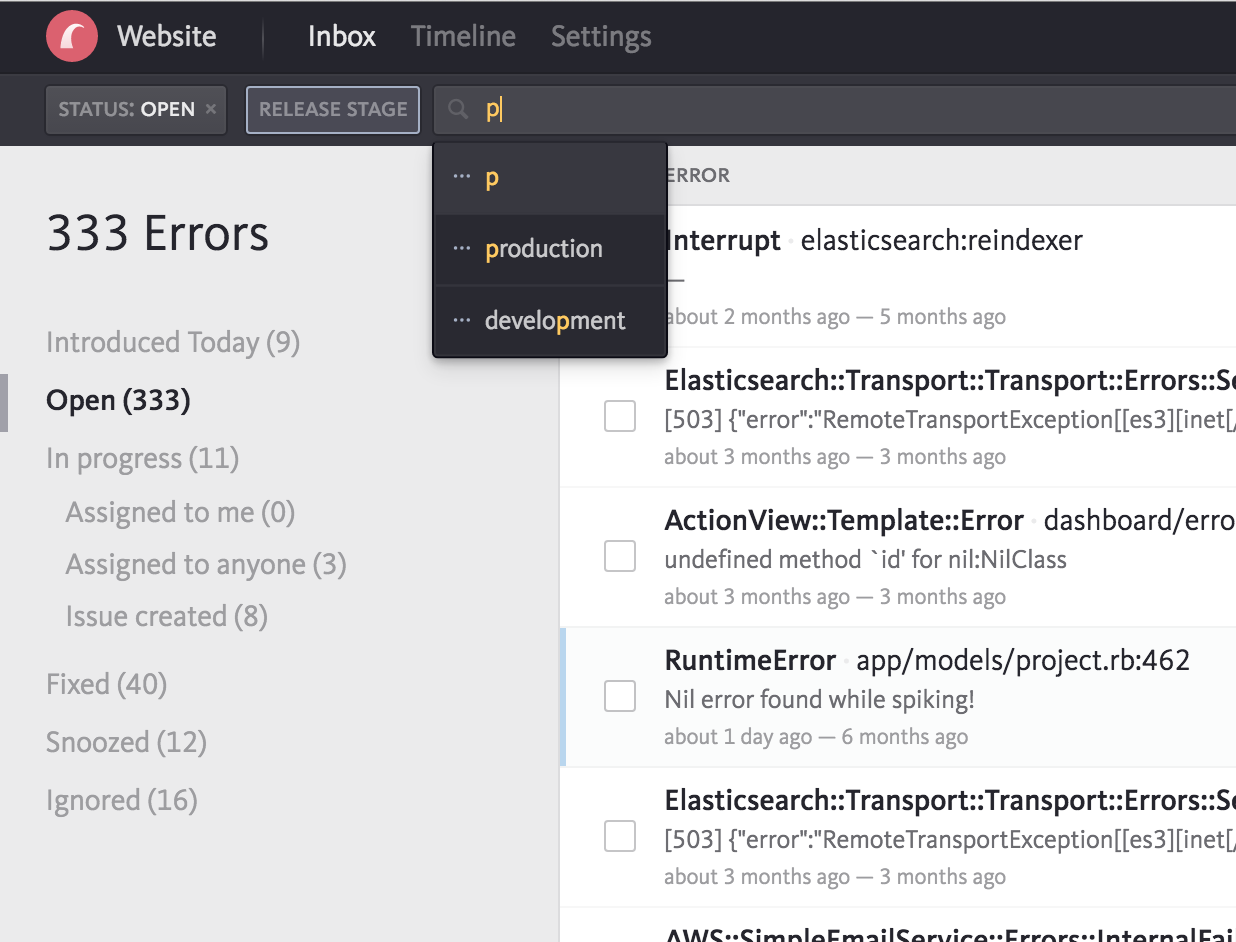 Website Inbox Timeline Settings
STATUS: OPEN × RELEASE STAGE p
··· p
··· production
··· development
333 Errors
Introduced Today (9)
Open (333)
In progress (11)
Assigned to me (0)
Assigned to anyone (3)
Issue created (8)
Fixed (40)
Snoozed (12)
Ignored (16)
ERROR
Interrupt · elasticsearch:reindexer
—
about 2 months ago — 5 months ago
Elasticsearch::Transport::Transport::Errors::Se
[503] {"error":"RemoteTransportException[[es3][inet[/
about 3 months ago — 3 months ago
ActionView::Template::Error · dashboard/erro
undefined method `id' for nil:NilClass
about 3 months ago — 3 months ago
RuntimeError · app/models/project.rb:462
Nil error found while spiking!
about 1 day ago — 6 months ago
Elasticsearch::Transport::Transport::Errors::Se
[503] {"error":"RemoteTransportException[[es3][inet[/
about 3 months ago — 3 months ago
AWS::SimpleEmailService::Errors::InternalFai